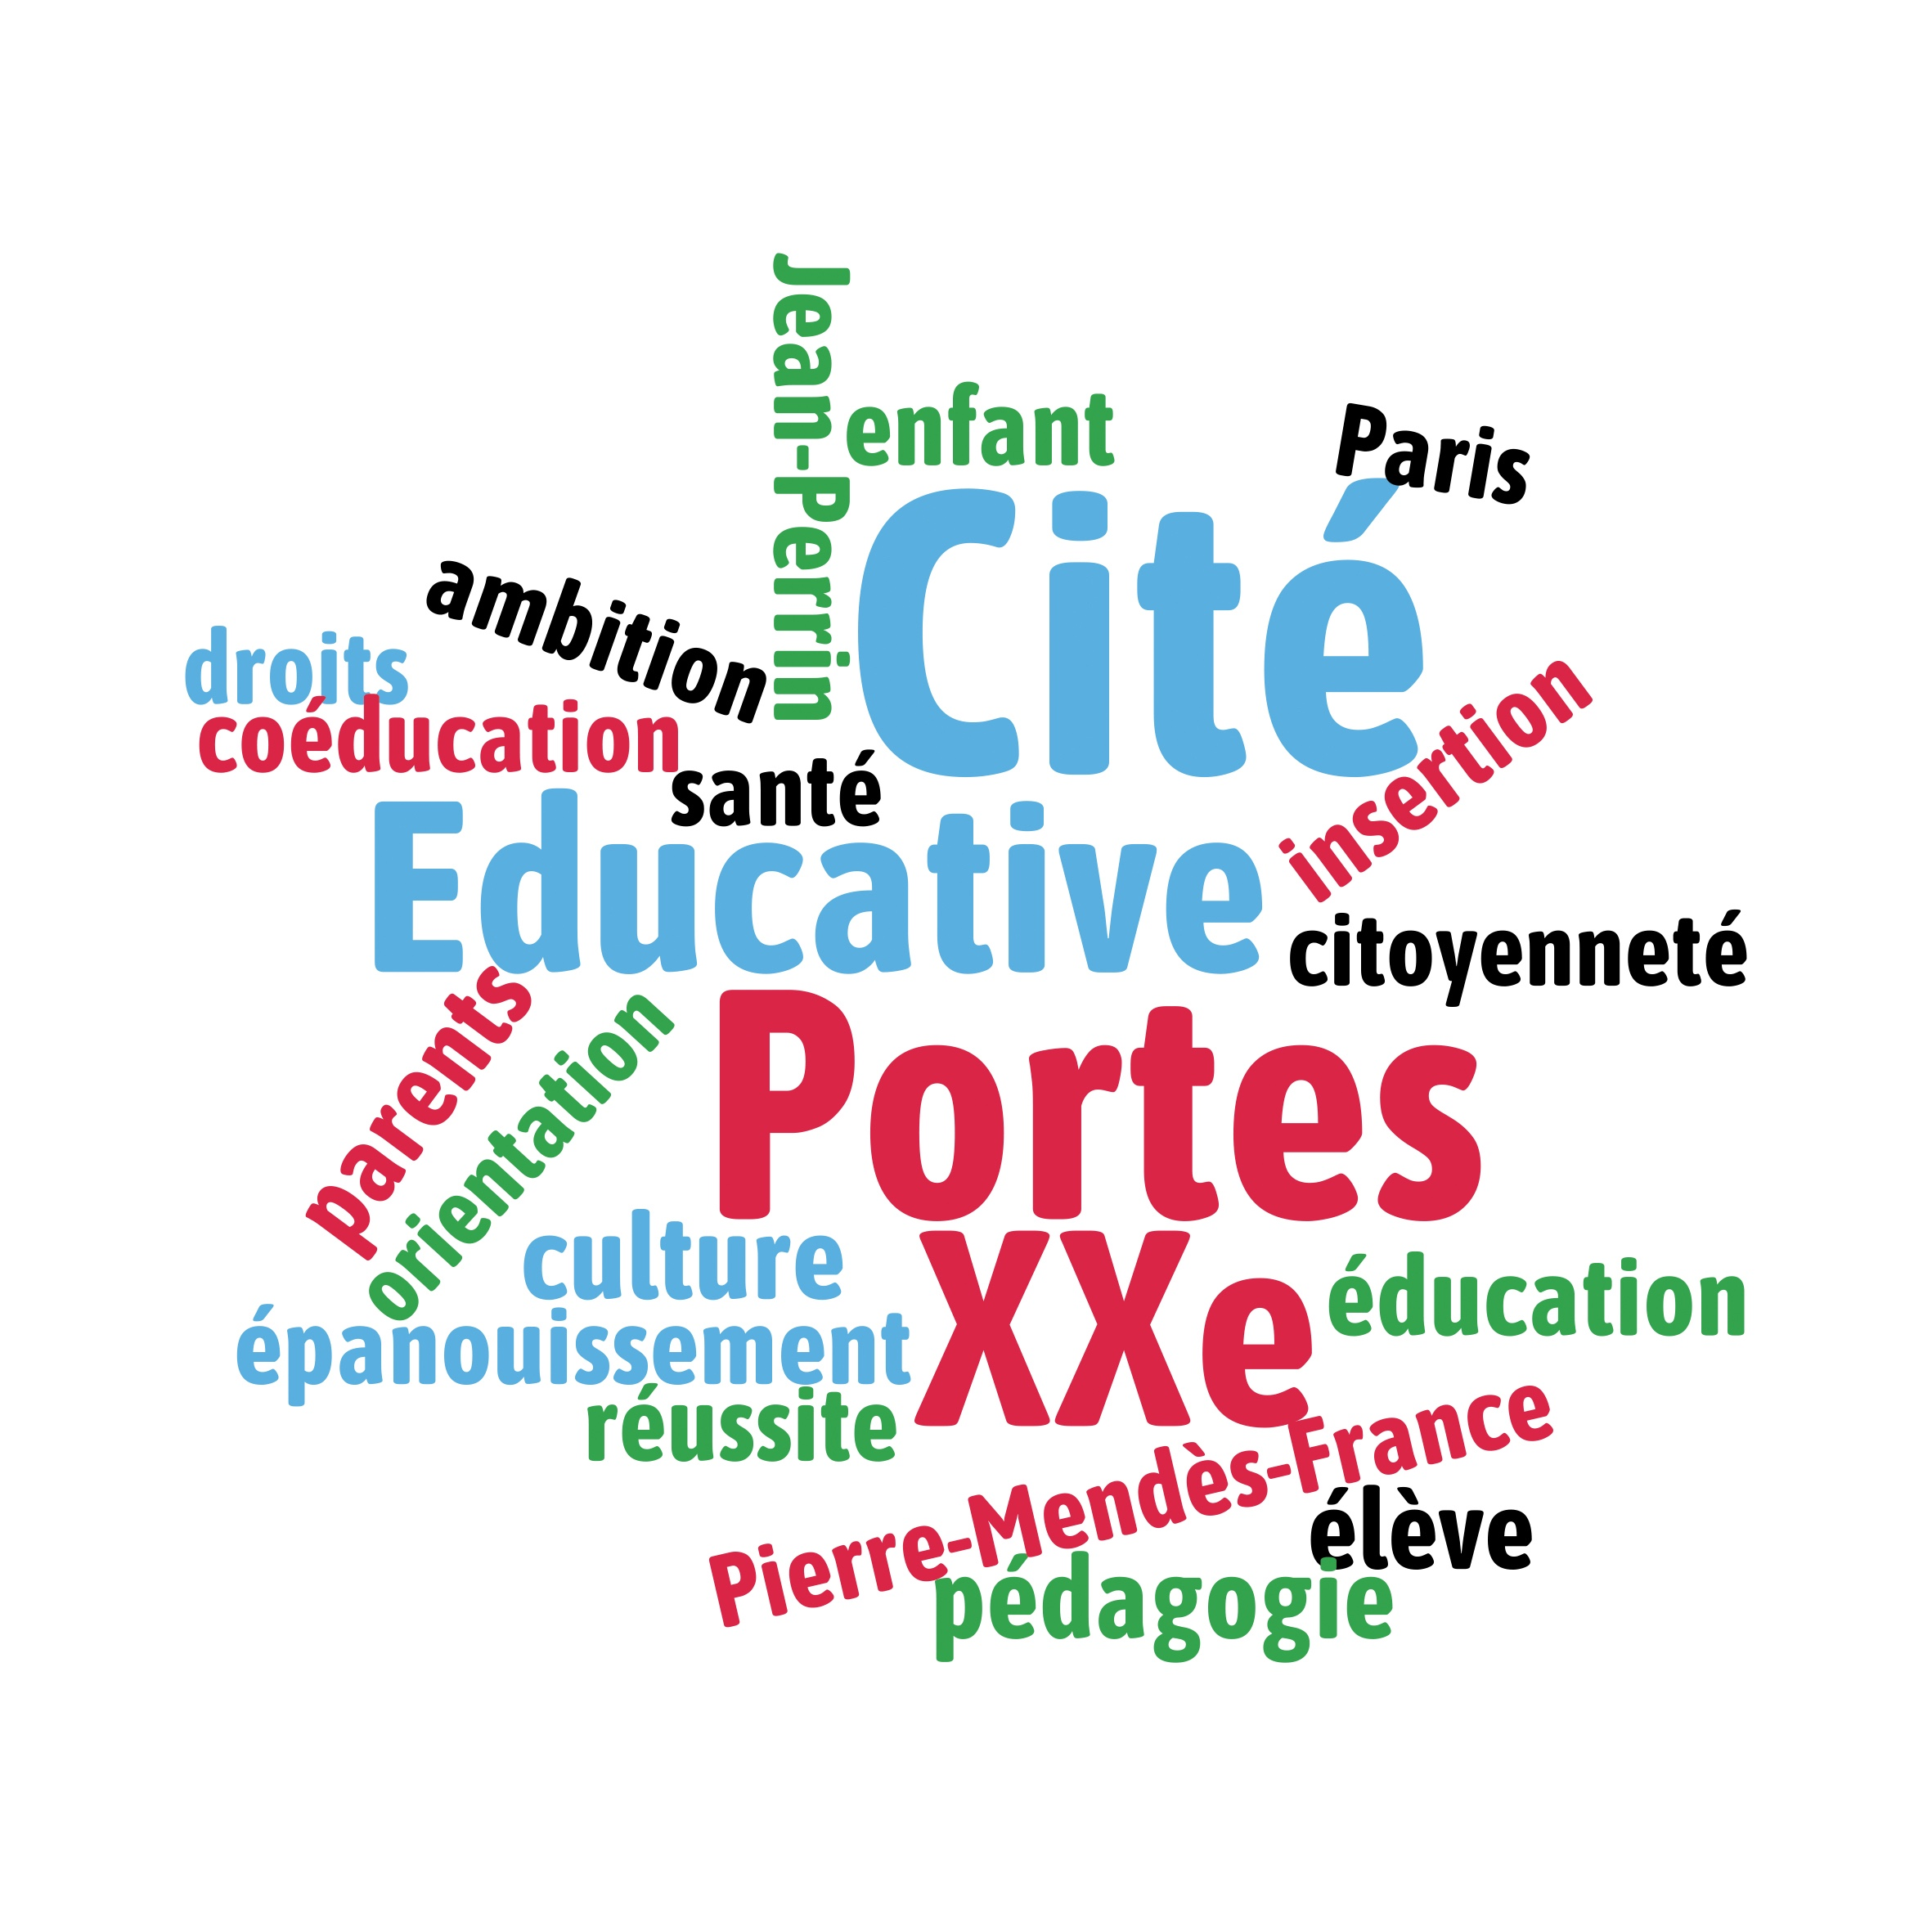 Jean-Perrin
enfant
Paris
Cité
ambition
droits
coéducation
santé
insertion
Educative
citoyenneté
parents
orientation
Portes
culture
XXe
éducation
épanouissement
réussite
Pierre-Mendès-France
élève
pédagogie